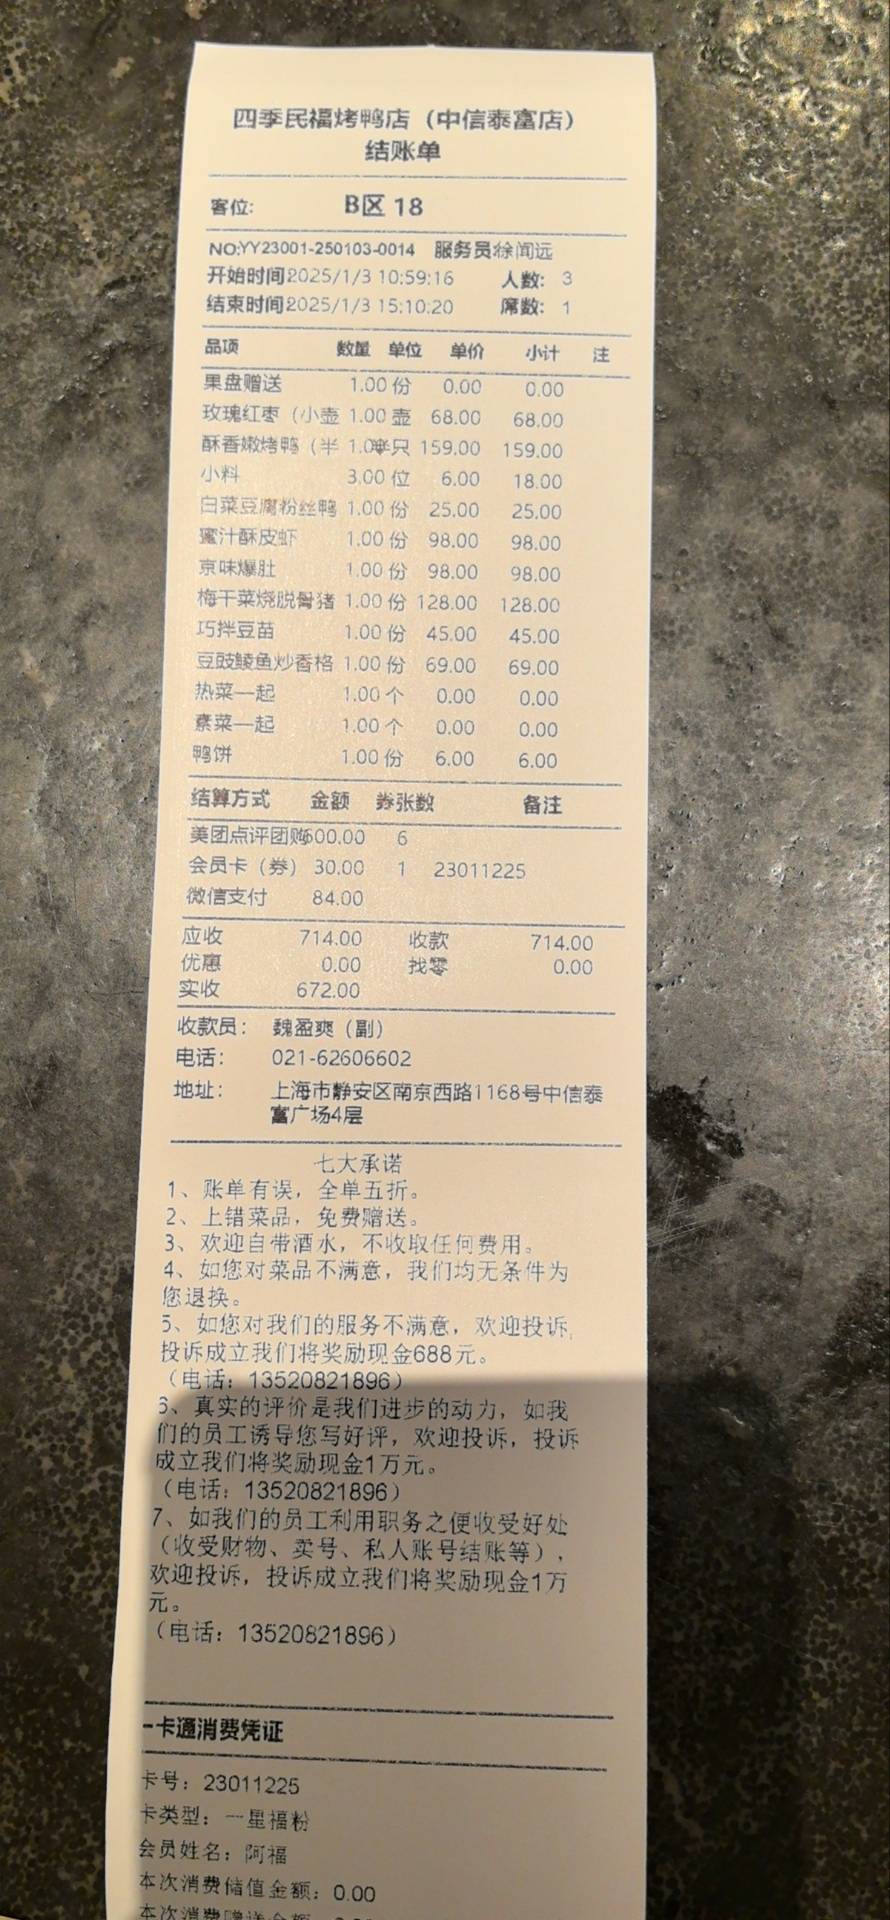 四季民福烤鸭店（中信泰富店）
结账单
客位： B区 18
NO:YY23001-250103-0014 服务员:徐闻远
开始时间:2025/1/3 10:59:16 人数： 3
结束时间:2025/1/3 15:10:20 席数： 1
品项 数量 单位 单价 小计 注
果盘赠送 1.00 份 0.00 0.00
玫瑰红枣（小壶 1.00 壶 68.00 68.00
酥香嫩烤鸭（半 1.00 半只 159.00 159.00
小料 3.00 位 6.00 18.00
白菜豆腐粉丝鸭 1.00 份 25.00 25.00
蜜汁酥皮虾 1.00 份 98.00 98.00
京味爆肚 1.00 份 98.00 98.00
梅干菜烧脱骨猪 1.00 份 128.00 128.00
巧拌豆苗 1.00 份 45.00 45.00
豆豉鲮鱼炒香格 1.00 份 69.00 69.00
热菜一起 1.00 个 0.00 0.00
素菜一起 1.00 个 0.00 0.00
鸭饼 1.00 份 6.00 6.00
结算方式 金额 券张数 备注
美团点评团购 600.00 6
会员卡（券） 30.00 1 23011225
微信支付 84.00
应收 714.00 收款 714.00
优惠 0.00 找零 0.00
实收 672.00
收款员： 魏盈爽（副）
电话： 021-62606602
地址： 上海市静安区南京西路1168号中信泰
富广场4层
七大承诺
1、账单有误，全单五折。
2、上错菜品，免费赠送。
3、欢迎自带酒水，不收取任何费用。
4、如您对菜品不满意，我们均无条件为
您退换。
5、如您对我们的服务不满意，欢迎投诉，
投诉成立我们将奖励现金688元。
（电话：13520821896）
6、真实的评价是我们进步的动力，如我
们的员工诱导您写好评，欢迎投诉，投诉
成立我们将奖励现金1万元。
（电话：13520821896）
7、如我们的员工利用职务之便收受好处
（收受财物、卖号、私人账号结账等），
欢迎投诉，投诉成立我们将奖励现金1万
元。
（电话：13520821896）
一卡通消费凭证
卡号：23011225
卡类型：一星福粉
会员姓名：阿福
本次消费储值金额：0.00
本次消费赠送金额：